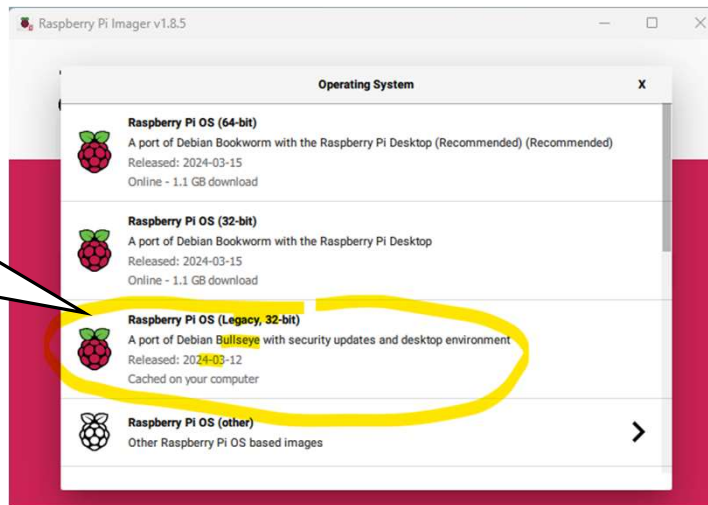 Raspberry Pi Imager v1.8.5
Operating System X
Raspberry Pi OS (64-bit)
A port of Debian Bookworm with the Raspberry Pi Desktop (Recommended) (Recommended)
Released: 2024-03-15
Online - 1.1 GB download
Raspberry Pi OS (32-bit)
A port of Debian Bookworm with the Raspberry Pi Desktop
Released: 2024-03-15
Online - 1.1 GB download
Raspberry Pi OS (Legacy, 32-bit)
A port of Debian Bullseye with security updates and desktop environment
Released: 2024-03-12
Cached on your computer
Raspberry Pi OS (other)
Other Raspberry Pi OS based images